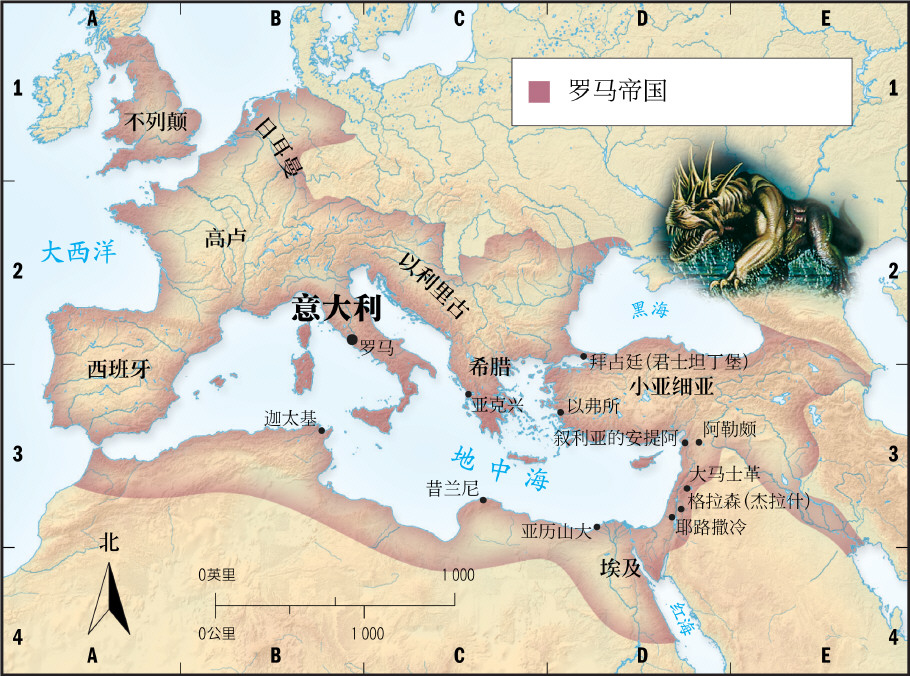 A B C D E
1 1
罗马帝国
不列颠
日耳曼
高卢
大西洋
2 2
以利里古
意大利
罗马
黑海
拜占廷(君士坦丁堡)
希腊
西班牙
小亚细亚
亚克兴
以弗所
迦太基
叙利亚的安提阿
阿勒颇
3 3
地中海
大马士革
昔兰尼
格拉森(杰拉什)
亚历山大
耶路撒冷
北
埃及
0英里 1 000
红海
0公里 1 000
4 4
A B C D E